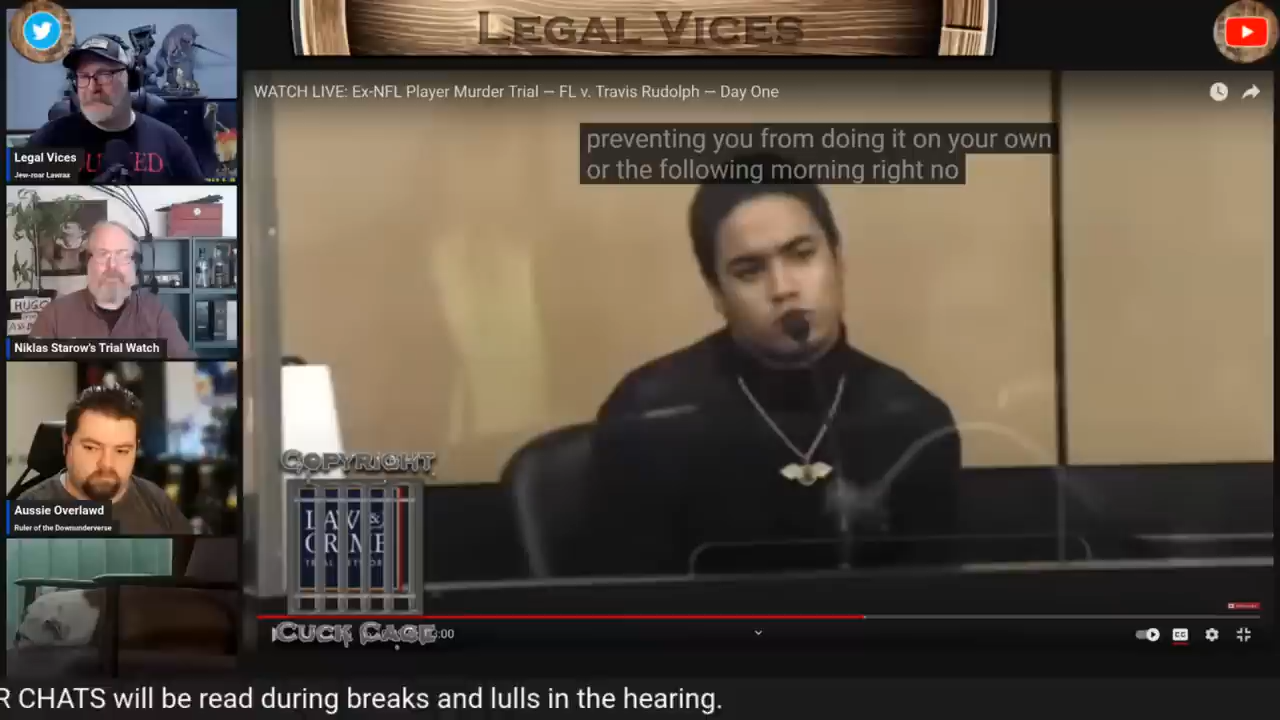 LEGAL VICES
WATCH LIVE: Ex-NFL Player Murder Trial — FL v. Travis Rudolph — Day One
preventing you from doing it on your own
or the following morning right no
Legal Vices
Jew-roar Lawrax
Niklas Starow's Trial Watch
HUGO
Aussie Overlawd
Ruler of the Downunderverse
COPYRIGHT
LAW &
CRIME
CUCK CAGE
:00
CC
R CHATS will be read during breaks and lulls in the hearing.